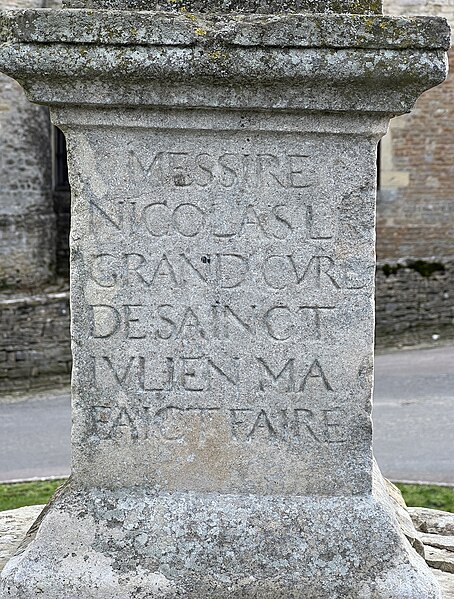 MESSIRE
NICOLAS L
GRAND CVRE
DE SAINCT
IVLIEN MA
FAICT FAIRE